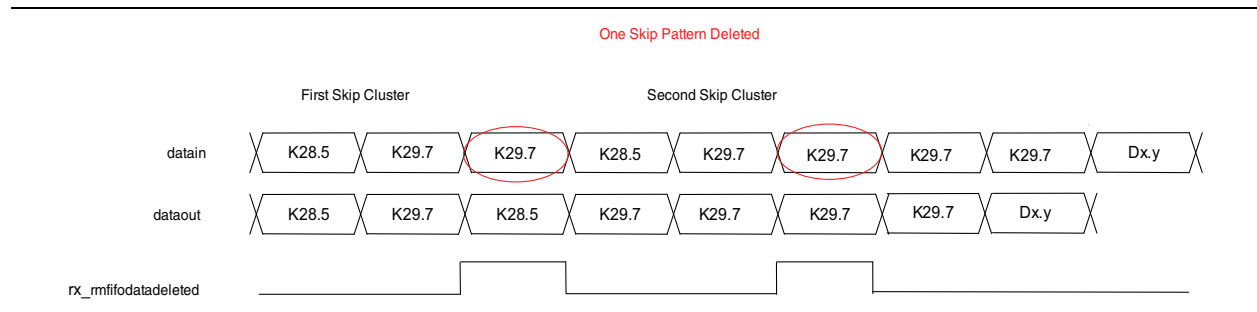 One Skip Pattern Deleted
First Skip Cluster Second Skip Cluster
datain K28.5 K29.7 K29.7 K28.5 K29.7 K29.7 K29.7 K29.7 Dx.y
dataout K28.5 K29.7 K28.5 K29.7 K29.7 K29.7 K29.7 Dx.y
rx_rmfifodatadeleted